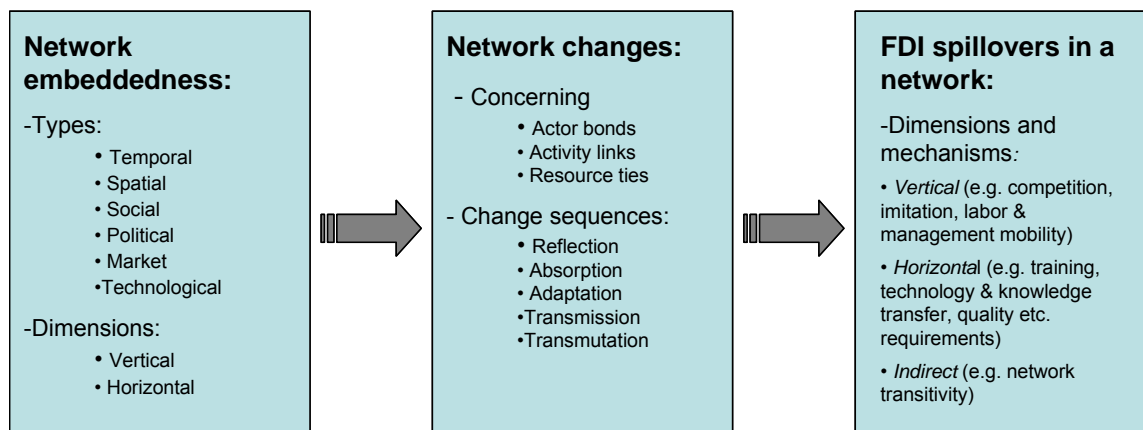 Network
embeddedness:
-Types:
• Temporal
• Spatial
• Social
• Political
• Market
•Technological
-Dimensions:
• Vertical
• Horizontal
Network changes:
- Concerning
• Actor bonds
• Activity links
• Resource ties
- Change sequences:
• Reflection
• Absorption
• Adaptation
•Transmission
•Transmutation
FDI spillovers in a
network:
-Dimensions and
mechanisms:
• Vertical (e.g. competition,
imitation, labor &
management mobility)
• Horizontal (e.g. training,
technology & knowledge
transfer, quality etc.
requirements)
• Indirect (e.g. network
transitivity)